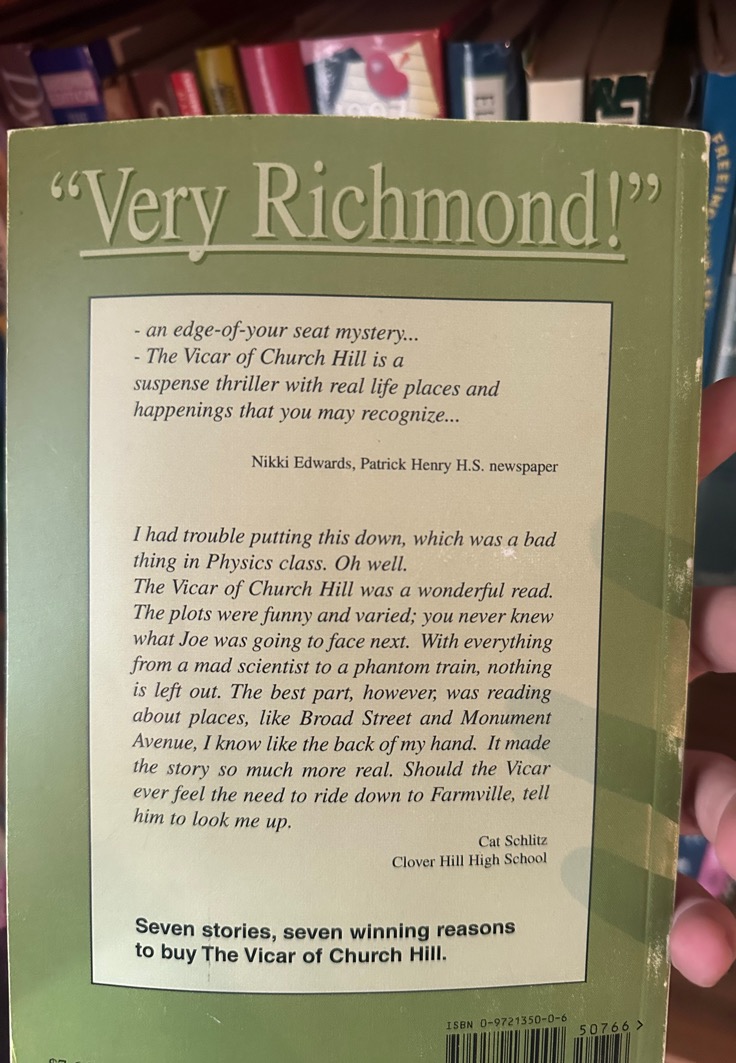 1997
EL
FREEING
“Very Richmond!”
- an edge-of-your seat mystery...
- The Vicar of Church Hill is a
suspense thriller with real life places and
happenings that you may recognize...
Nikki Edwards, Patrick Henry H.S. newspaper
I had trouble putting this down, which was a bad
thing in Physics class. Oh well.
The Vicar of Church Hill was a wonderful read.
The plots were funny and varied; you never knew
what Joe was going to face next. With everything
from a mad scientist to a phantom train, nothing
is left out. The best part, however, was reading
about places, like Broad Street and Monument
Avenue, I know like the back of my hand. It made
the story so much more real. Should the Vicar
ever feel the need to ride down to Farmville, tell
him to look me up.
Cat Schlitz
Clover Hill High School
Seven stories, seven winning reasons
to buy The Vicar of Church Hill.
ISBN 0-9721350-0-6
50766 >